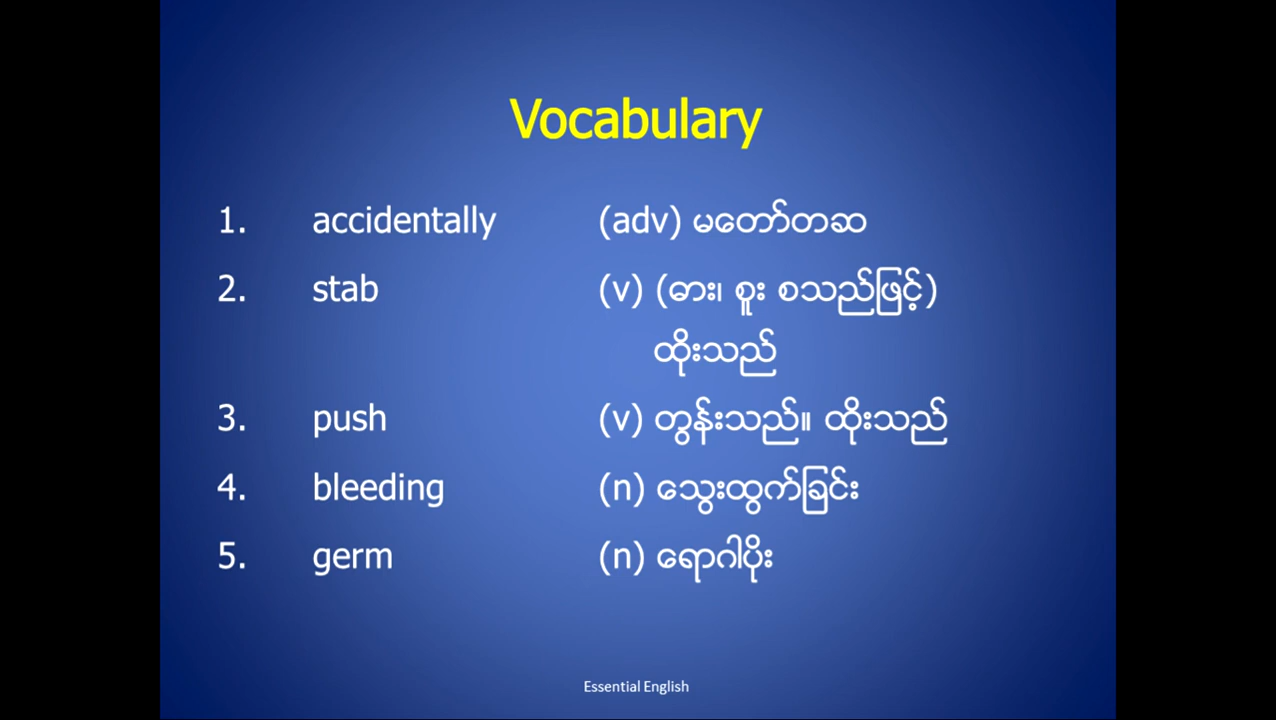 Vocabulary
1. accidentally (adv) မတော်တဆ
2. stab (v) (ဓား၊ စူး စသည်ဖြင့်)
ထိုးသည်
3. push (v) တွန်းသည်။ ထိုးသည်
4. bleeding (n) သွေးထွက်ခြင်း
5. germ (n) ရောဂါပိုး
Essential English